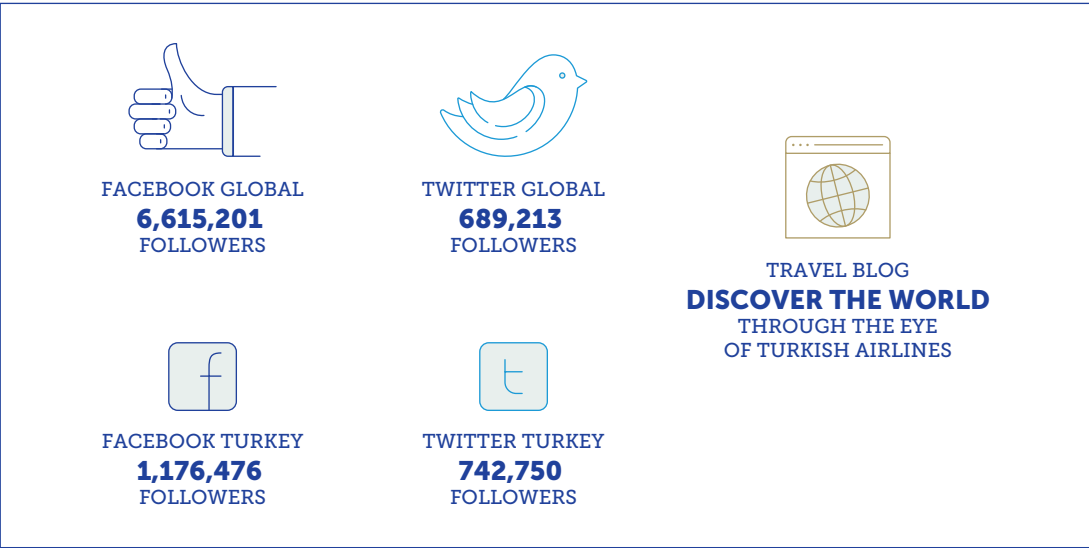 FACEBOOK GLOBAL
6,615,201
FOLLOWERS
TWITTER GLOBAL
689,213
FOLLOWERS
TRAVEL BLOG
DISCOVER THE WORLD
THROUGH THE EYE
OF TURKISH AIRLINES
f
FACEBOOK TURKEY
1,176,476
FOLLOWERS
t
TWITTER TURKEY
742,750
FOLLOWERS